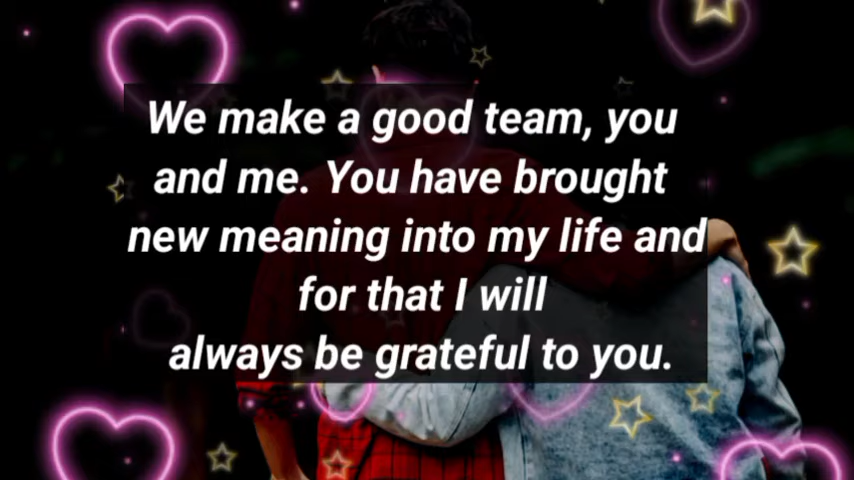 We make a good team, you
and me. You have brought
new meaning into my life and
for that I will
always be grateful to you.